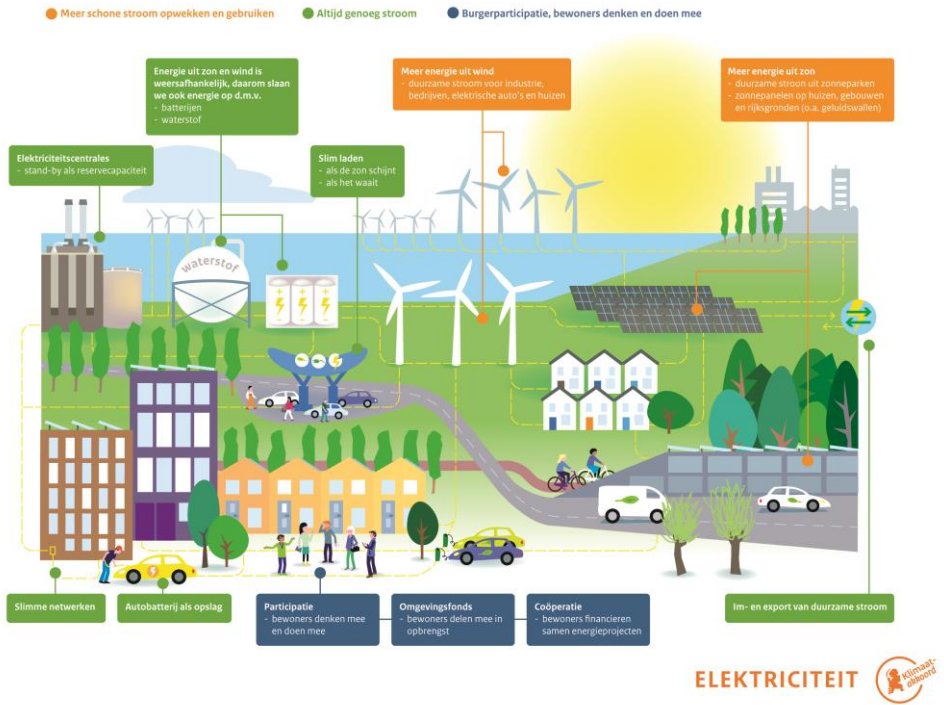 Meer schone stroom opwekken en gebruiken
Altijd genoeg stroom
Burgerparticipatie, bewoners denken en doen mee
Energie uit zon en wind is
weersafhankelijk, daarom slaan
we ook energie op d.m.v.
- batterijen
- waterstof
Meer energie uit wind
- duurzame stroom voor industrie,
bedrijven, elektrische auto's en huizen
Meer energie uit zon
- duurzame stroom uit zonneparken
- zonnepanelen op huizen, gebouwen
en rijksgronden (o.a. geluidswallen)
Elektriciteitscentrales
- stand-by als reservecapaciteit
Slim laden
- als de zon schijnt
- als het waait
waterstof
Slimme netwerken
Autobatterij als opslag
Participatie
- bewoners denken mee
en doen mee
Omgevingsfonds
- bewoners delen mee in
opbrengst
Coöperatie
- bewoners financieren
samen energieprojecten
Im- en export van duurzame stroom
ELEKTRICITEIT
Klimaat-
akkoord